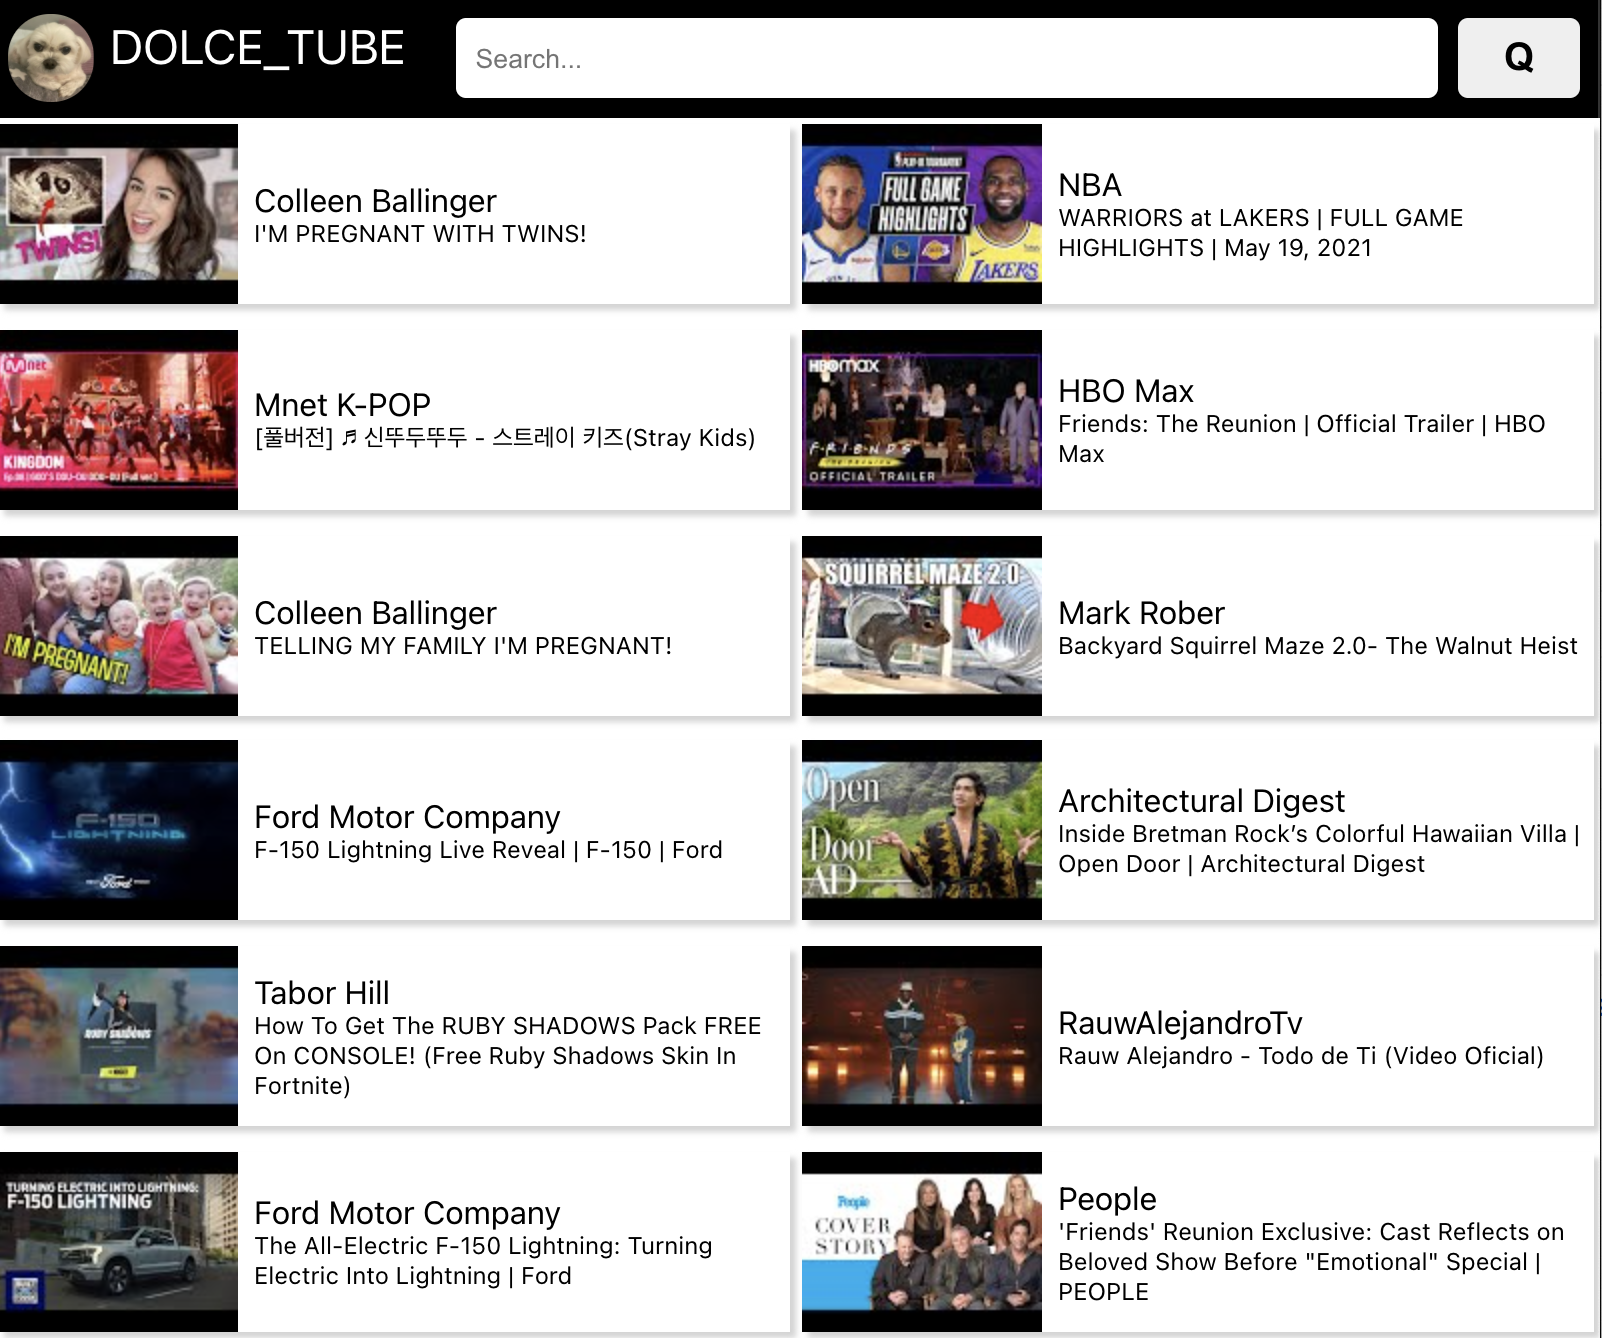 DOLCE_TUBE
Search...
Q
TWINS!
Colleen Ballinger
I'M PREGNANT WITH TWINS!
FULL GAME
HIGHLIGHTS
LAKERS
NBA
WARRIORS at LAKERS | FULL GAME
HIGHLIGHTS | May 19, 2021
Mnet
KINGDOM
Mnet K-POP
[풀버전] ♬ 신뚜두뚜두 - 스트레이 키즈(Stray Kids)
HBOMAX
FRIENDS
OFFICIAL TRAILER
HBO Max
Friends: The Reunion | Official Trailer | HBO
Max
I'M PREGNANT!
Colleen Ballinger
TELLING MY FAMILY I'M PREGNANT!
SQUIRREL MAZE 2.0
Mark Rober
Backyard Squirrel Maze 2.0- The Walnut Heist
F-150
LIGHTNING
Ford
Ford Motor Company
F-150 Lightning Live Reveal | F-150 | Ford
Open
Door
AD
Architectural Digest
Inside Bretman Rock’s Colorful Hawaiian Villa |
Open Door | Architectural Digest
RUBY SHADOWS
Tabor Hill
How To Get The RUBY SHADOWS Pack FREE
On CONSOLE! (Free Ruby Shadows Skin In
Fortnite)
RauwAlejandroTv
Rauw Alejandro - Todo de Ti (Video Oficial)
TURNING ELECTRIC INTO LIGHTNING:
F-150 LIGHTNING
Ford Motor Company
The All-Electric F-150 Lightning: Turning
Electric Into Lightning | Ford
People
COVER
STORY
People
'Friends' Reunion Exclusive: Cast Reflects on
Beloved Show Before "Emotional" Special |
PEOPLE